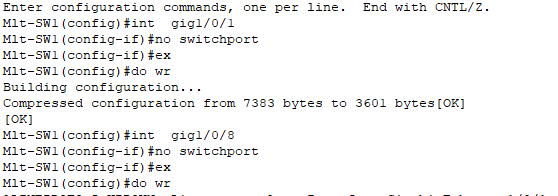 Enter configuration commands, one per line.  End with CNTL/Z.
Mlt-SW1(config)#int  gig1/0/1
Mlt-SW1(config-if)#no switchport
Mlt-SW1(config-if)#ex
Mlt-SW1(config)#do wr
Building configuration...
Compressed configuration from 7383 bytes to 3601 bytes[OK]
[OK]
Mlt-SW1(config)#int  gig1/0/8
Mlt-SW1(config-if)#no switchport
Mlt-SW1(config-if)#ex
Mlt-SW1(config)#do wr